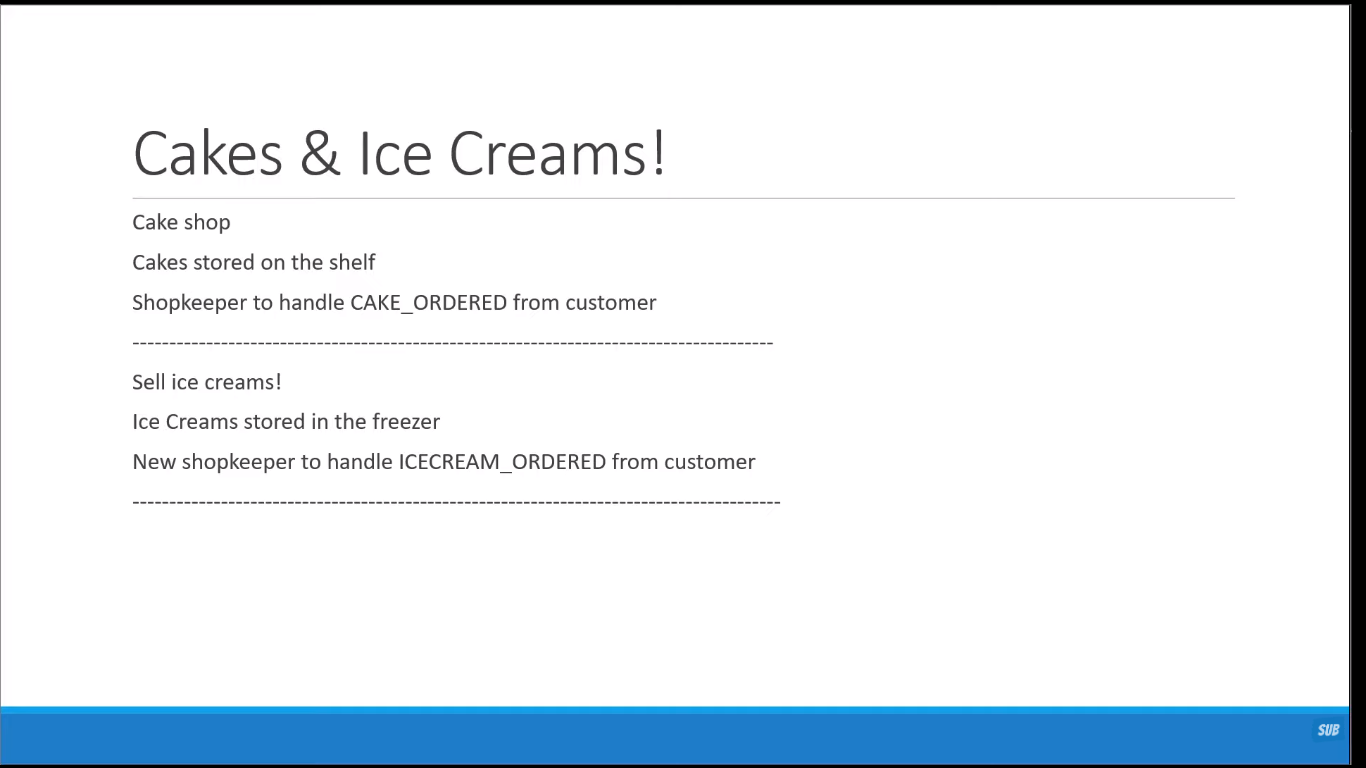 Cakes & Ice Creams!
Cake shop
Cakes stored on the shelf
Shopkeeper to handle CAKE_ORDERED from customer
----------------------------------------------------------------------------------------
Sell ice creams!
Ice Creams stored in the freezer
New shopkeeper to handle ICECREAM_ORDERED from customer
-----------------------------------------------------------------------------------------
SUB